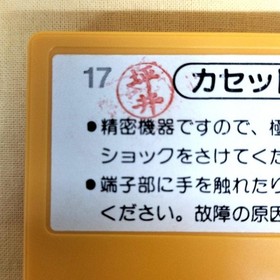 17 坪井 カセッ
●精密機器ですので、極
ショックをさけてくだ
●端子部に手を触れたり
ください。故障の原因